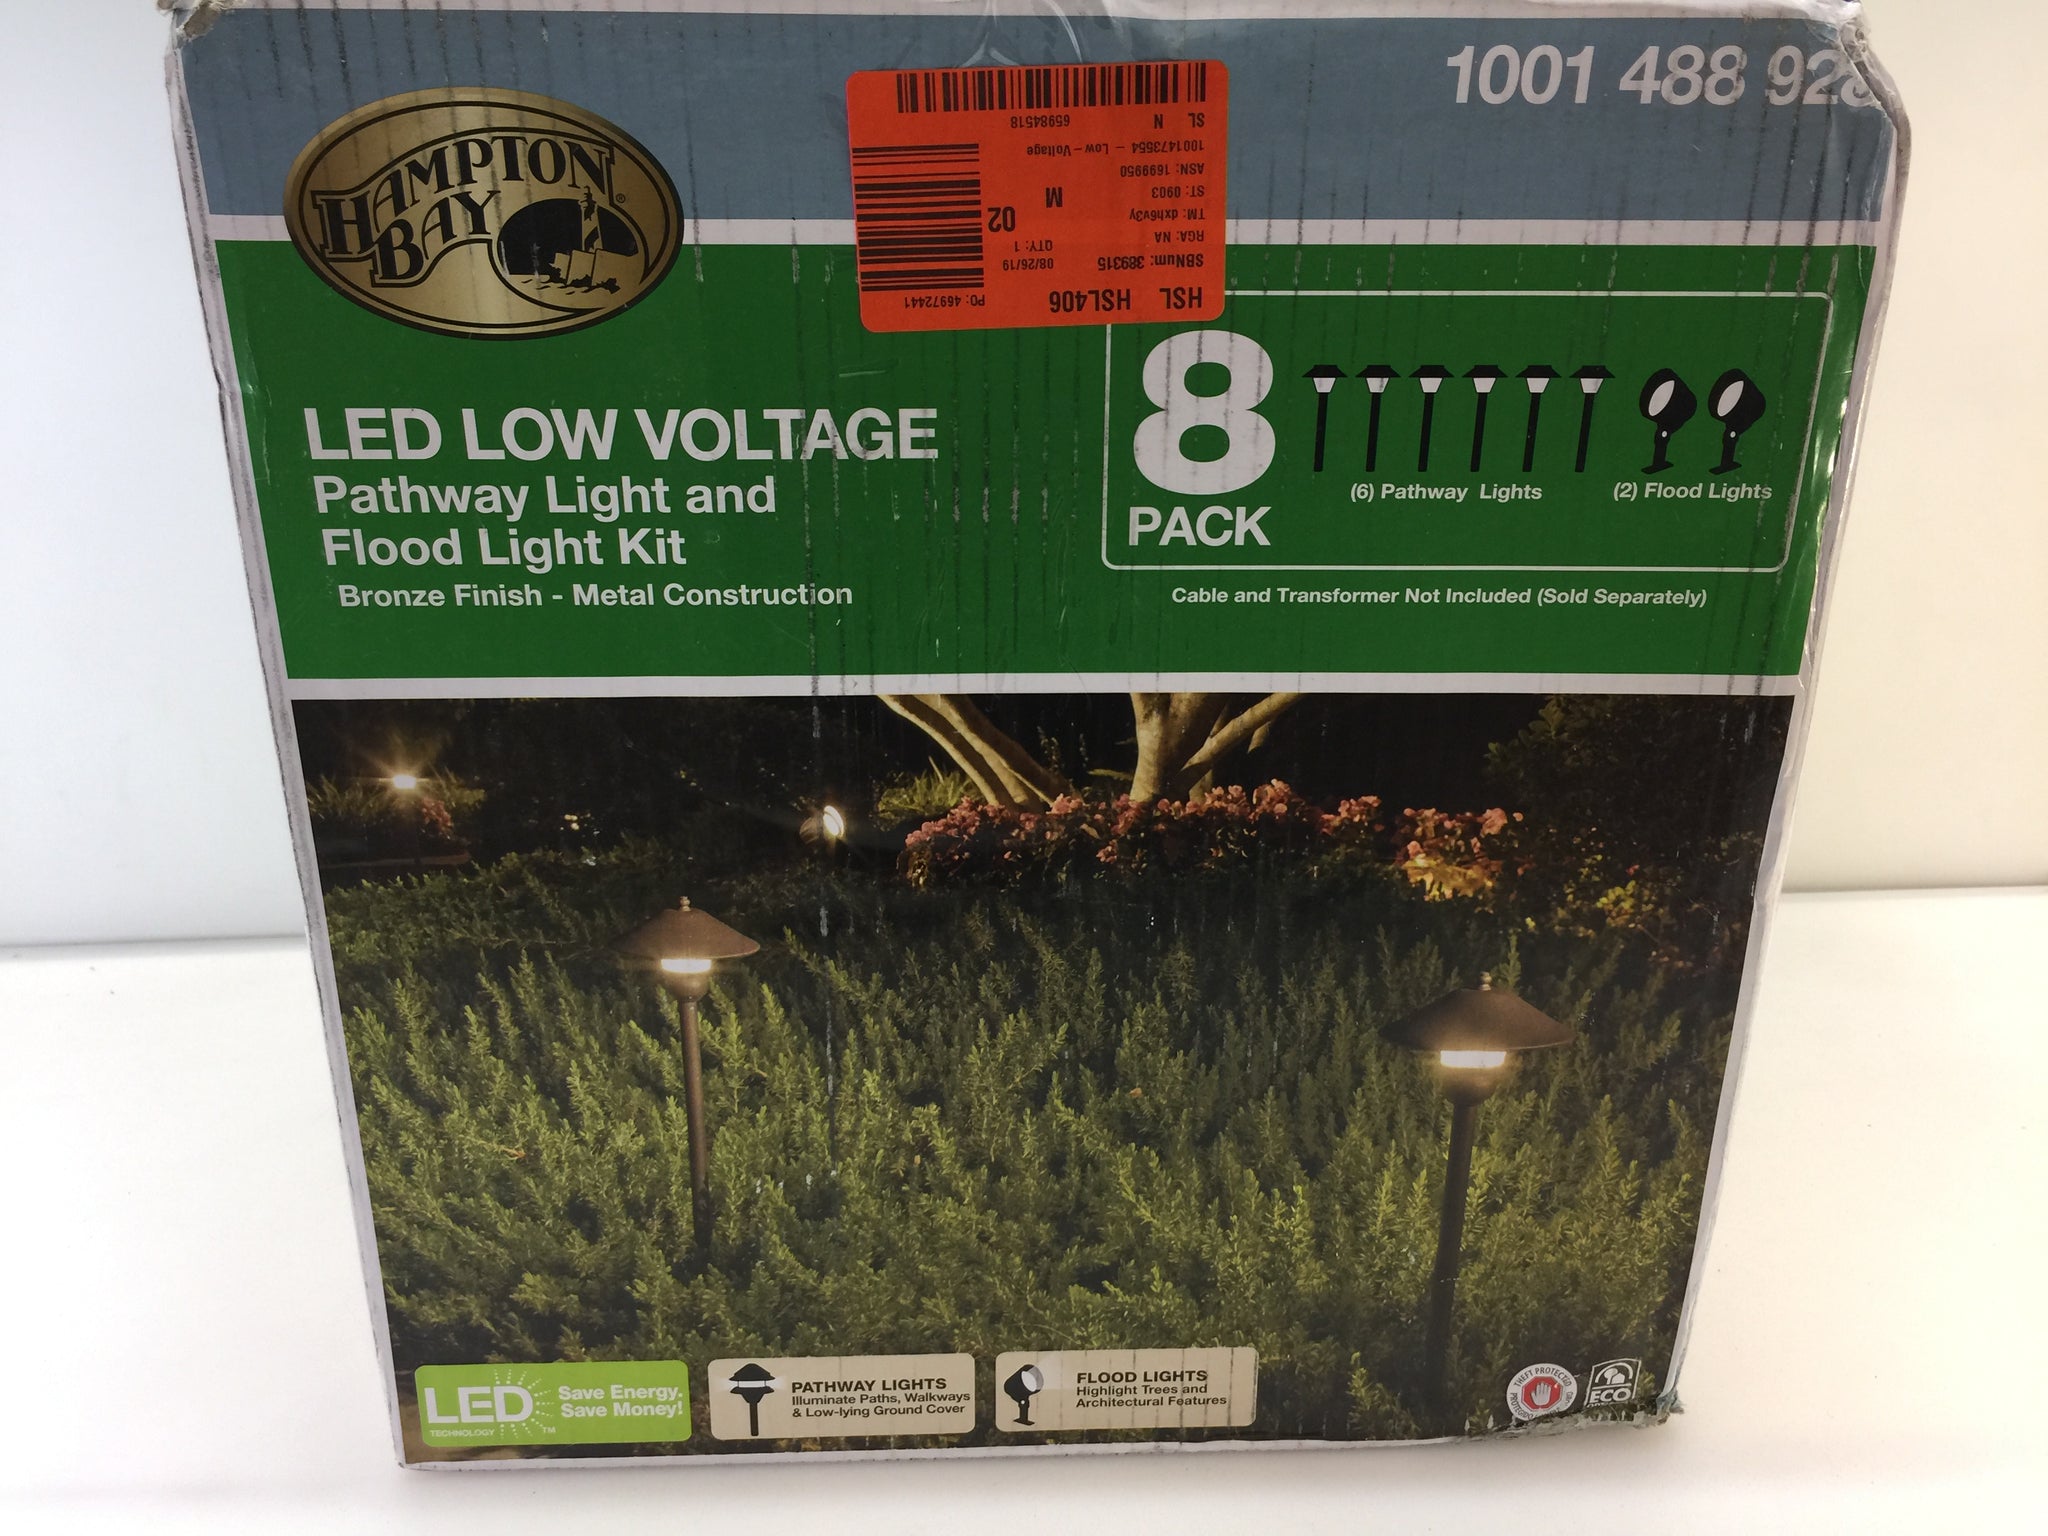 1001 488 928
HAMPTON
BAY
®
HSL HSL406 PO: 46972441
SBNum: 389315 08/26/19
RGA: NA QTY: 1
TM: dxh6v3y 02
ST: 0903 M
ASN: 1699950
1001473554 - Low-Voltage
SL N 65984518
LED LOW VOLTAGE
Pathway Light and
Flood Light Kit
Bronze Finish - Metal Construction
8
PACK
(6) Pathway Lights
(2) Flood Lights
Cable and Transformer Not Included (Sold Separately)
LED
TECHNOLOGY
TM
Save Energy.
Save Money!
PATHWAY LIGHTS
Illuminate Paths, Walkways
& Low-lying Ground Cover
FLOOD LIGHTS
Highlight Trees and
Architectural Features
THEFT PROTECTED
ECO